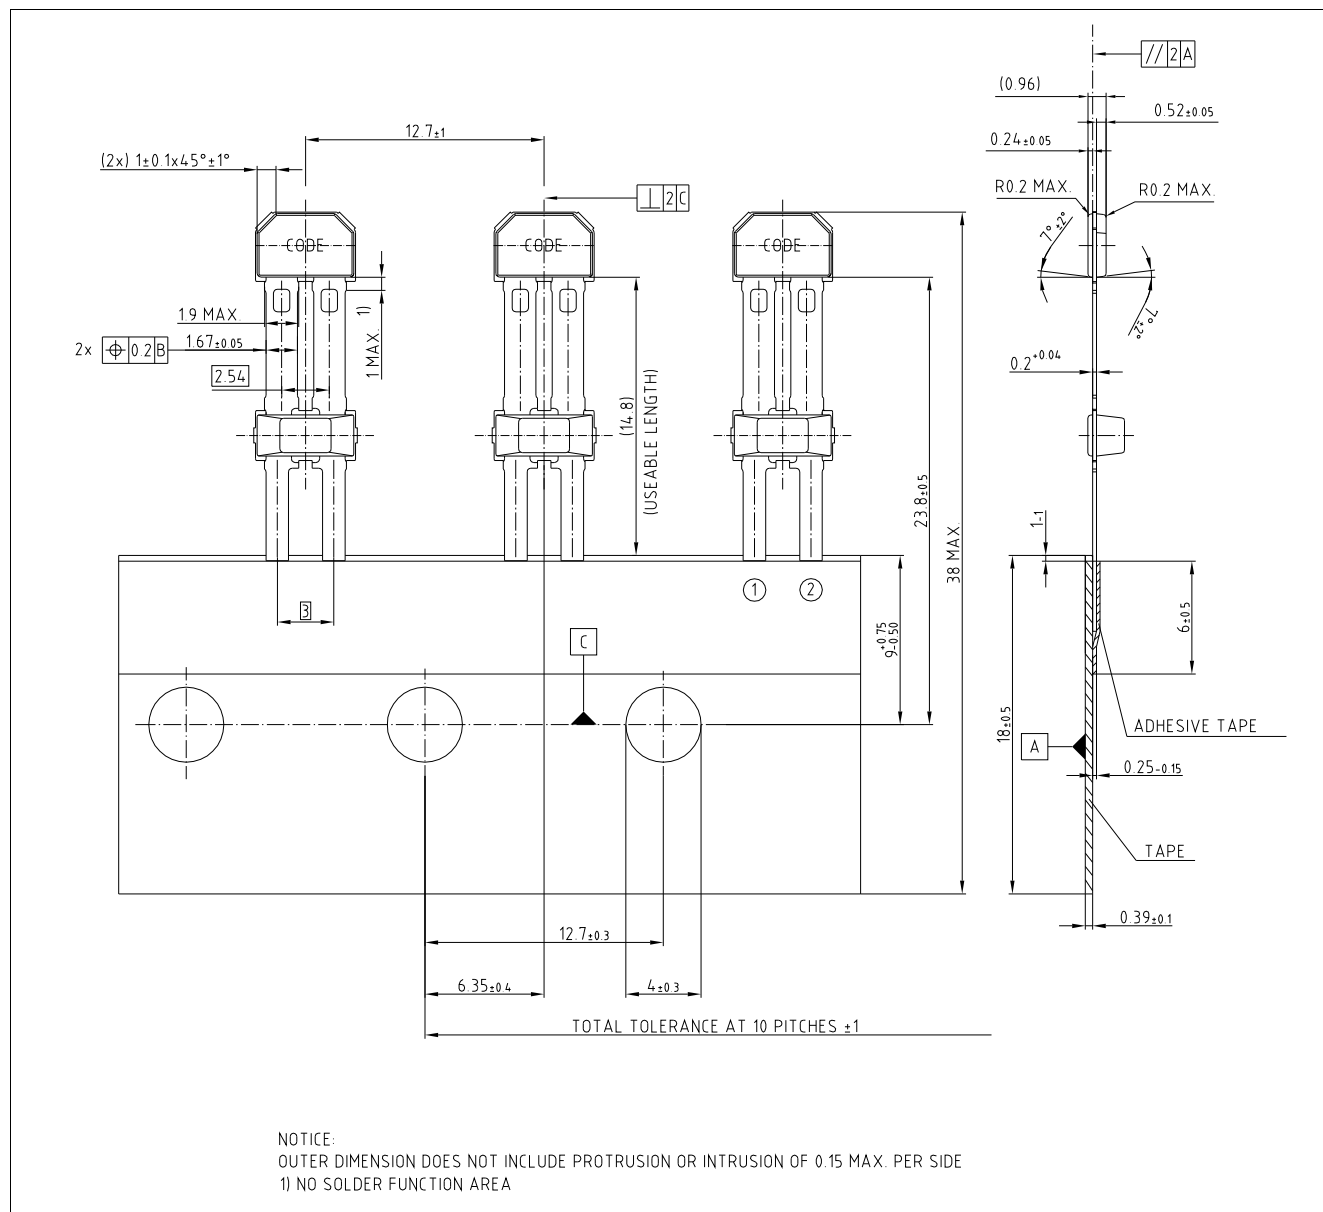 // 2 A
(0.96)
0.52±0.05
12.7±1
0.24±0.05
(2x) 1±0.1x45°±1°
R0.2 MAX.
R0.2 MAX.
⊥ 2 C
7°±2°
CODE
CODE
CODE
1.9 MAX.
1)
1 MAX.
7°±2°
2x ⌖ 0.2 B
1.67±0.05
0.2+0.04
2.54
(14.8)
(USEABLE LENGTH)
23.8±0.5
38 MAX.
1-1
1
2
3
9+0.75-0.50
6±0.5
C
18±0.5
ADHESIVE TAPE
A
0.25-0.15
TAPE
0.39±0.1
12.7±0.3
6.35±0.4
4±0.3
TOTAL TOLERANCE AT 10 PITCHES ±1
NOTICE:
OUTER DIMENSION DOES NOT INCLUDE PROTRUSION OR INTRUSION OF 0.15 MAX. PER SIDE
1) NO SOLDER FUNCTION AREA